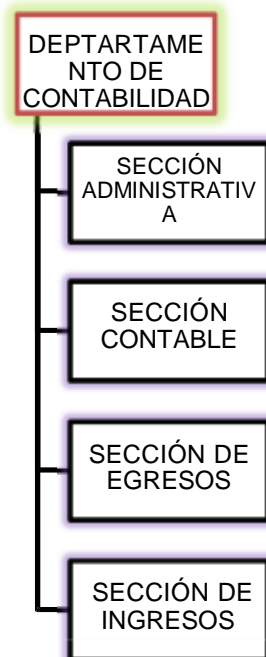 DEPTARTAME
NTO DE
CONTABILIDAD
SECCIÓN
ADMINISTRATIV
A
SECCIÓN
CONTABLE
SECCIÓN DE
EGRESOS
SECCIÓN DE
INGRESOS